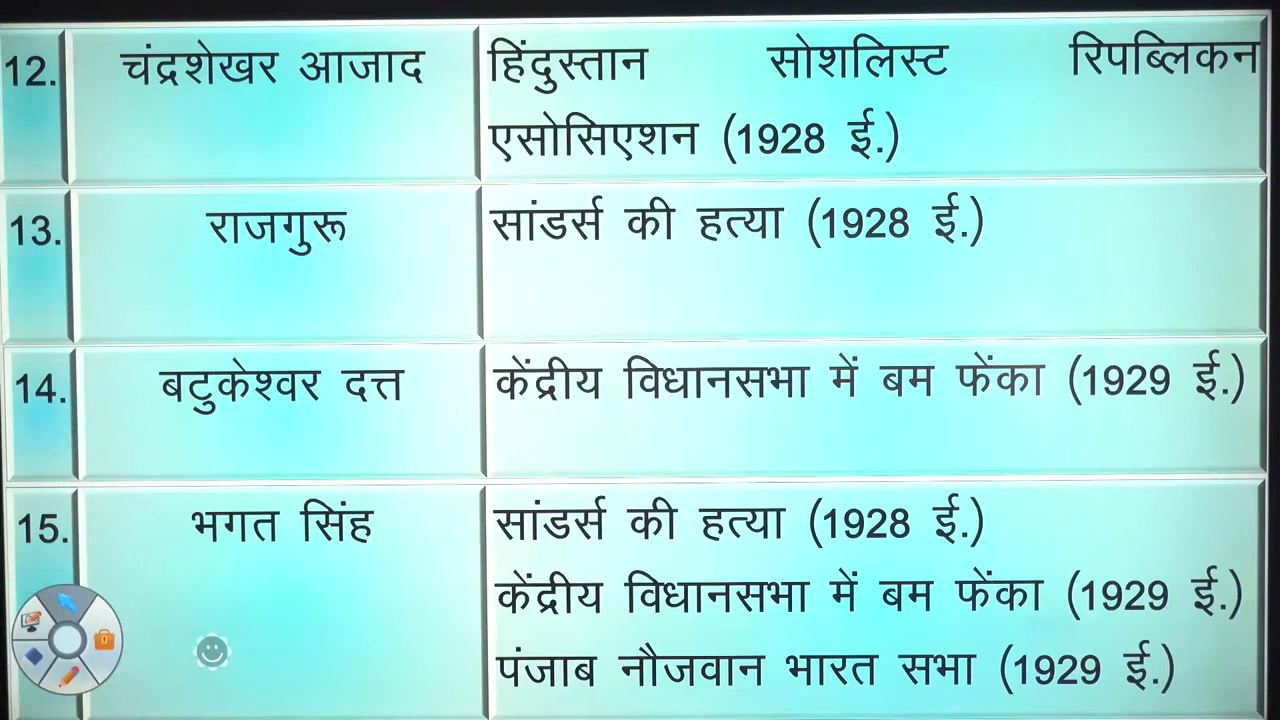 12. चंद्रशेखर आजाद हिंदुस्तान सोशलिस्ट रिपब्लिकन
एसोसिएशन (1928 ई.)
13. राजगुरू सांडर्स की हत्या (1928 ई.)
14. बटुकेश्वर दत्त केंद्रीय विधानसभा में बम फेंका (1929 ई.)
15. भगत सिंह सांडर्स की हत्या (1928 ई.)
केंद्रीय विधानसभा में बम फेंका (1929 ई.)
पंजाब नौजवान भारत सभा (1929 ई.)